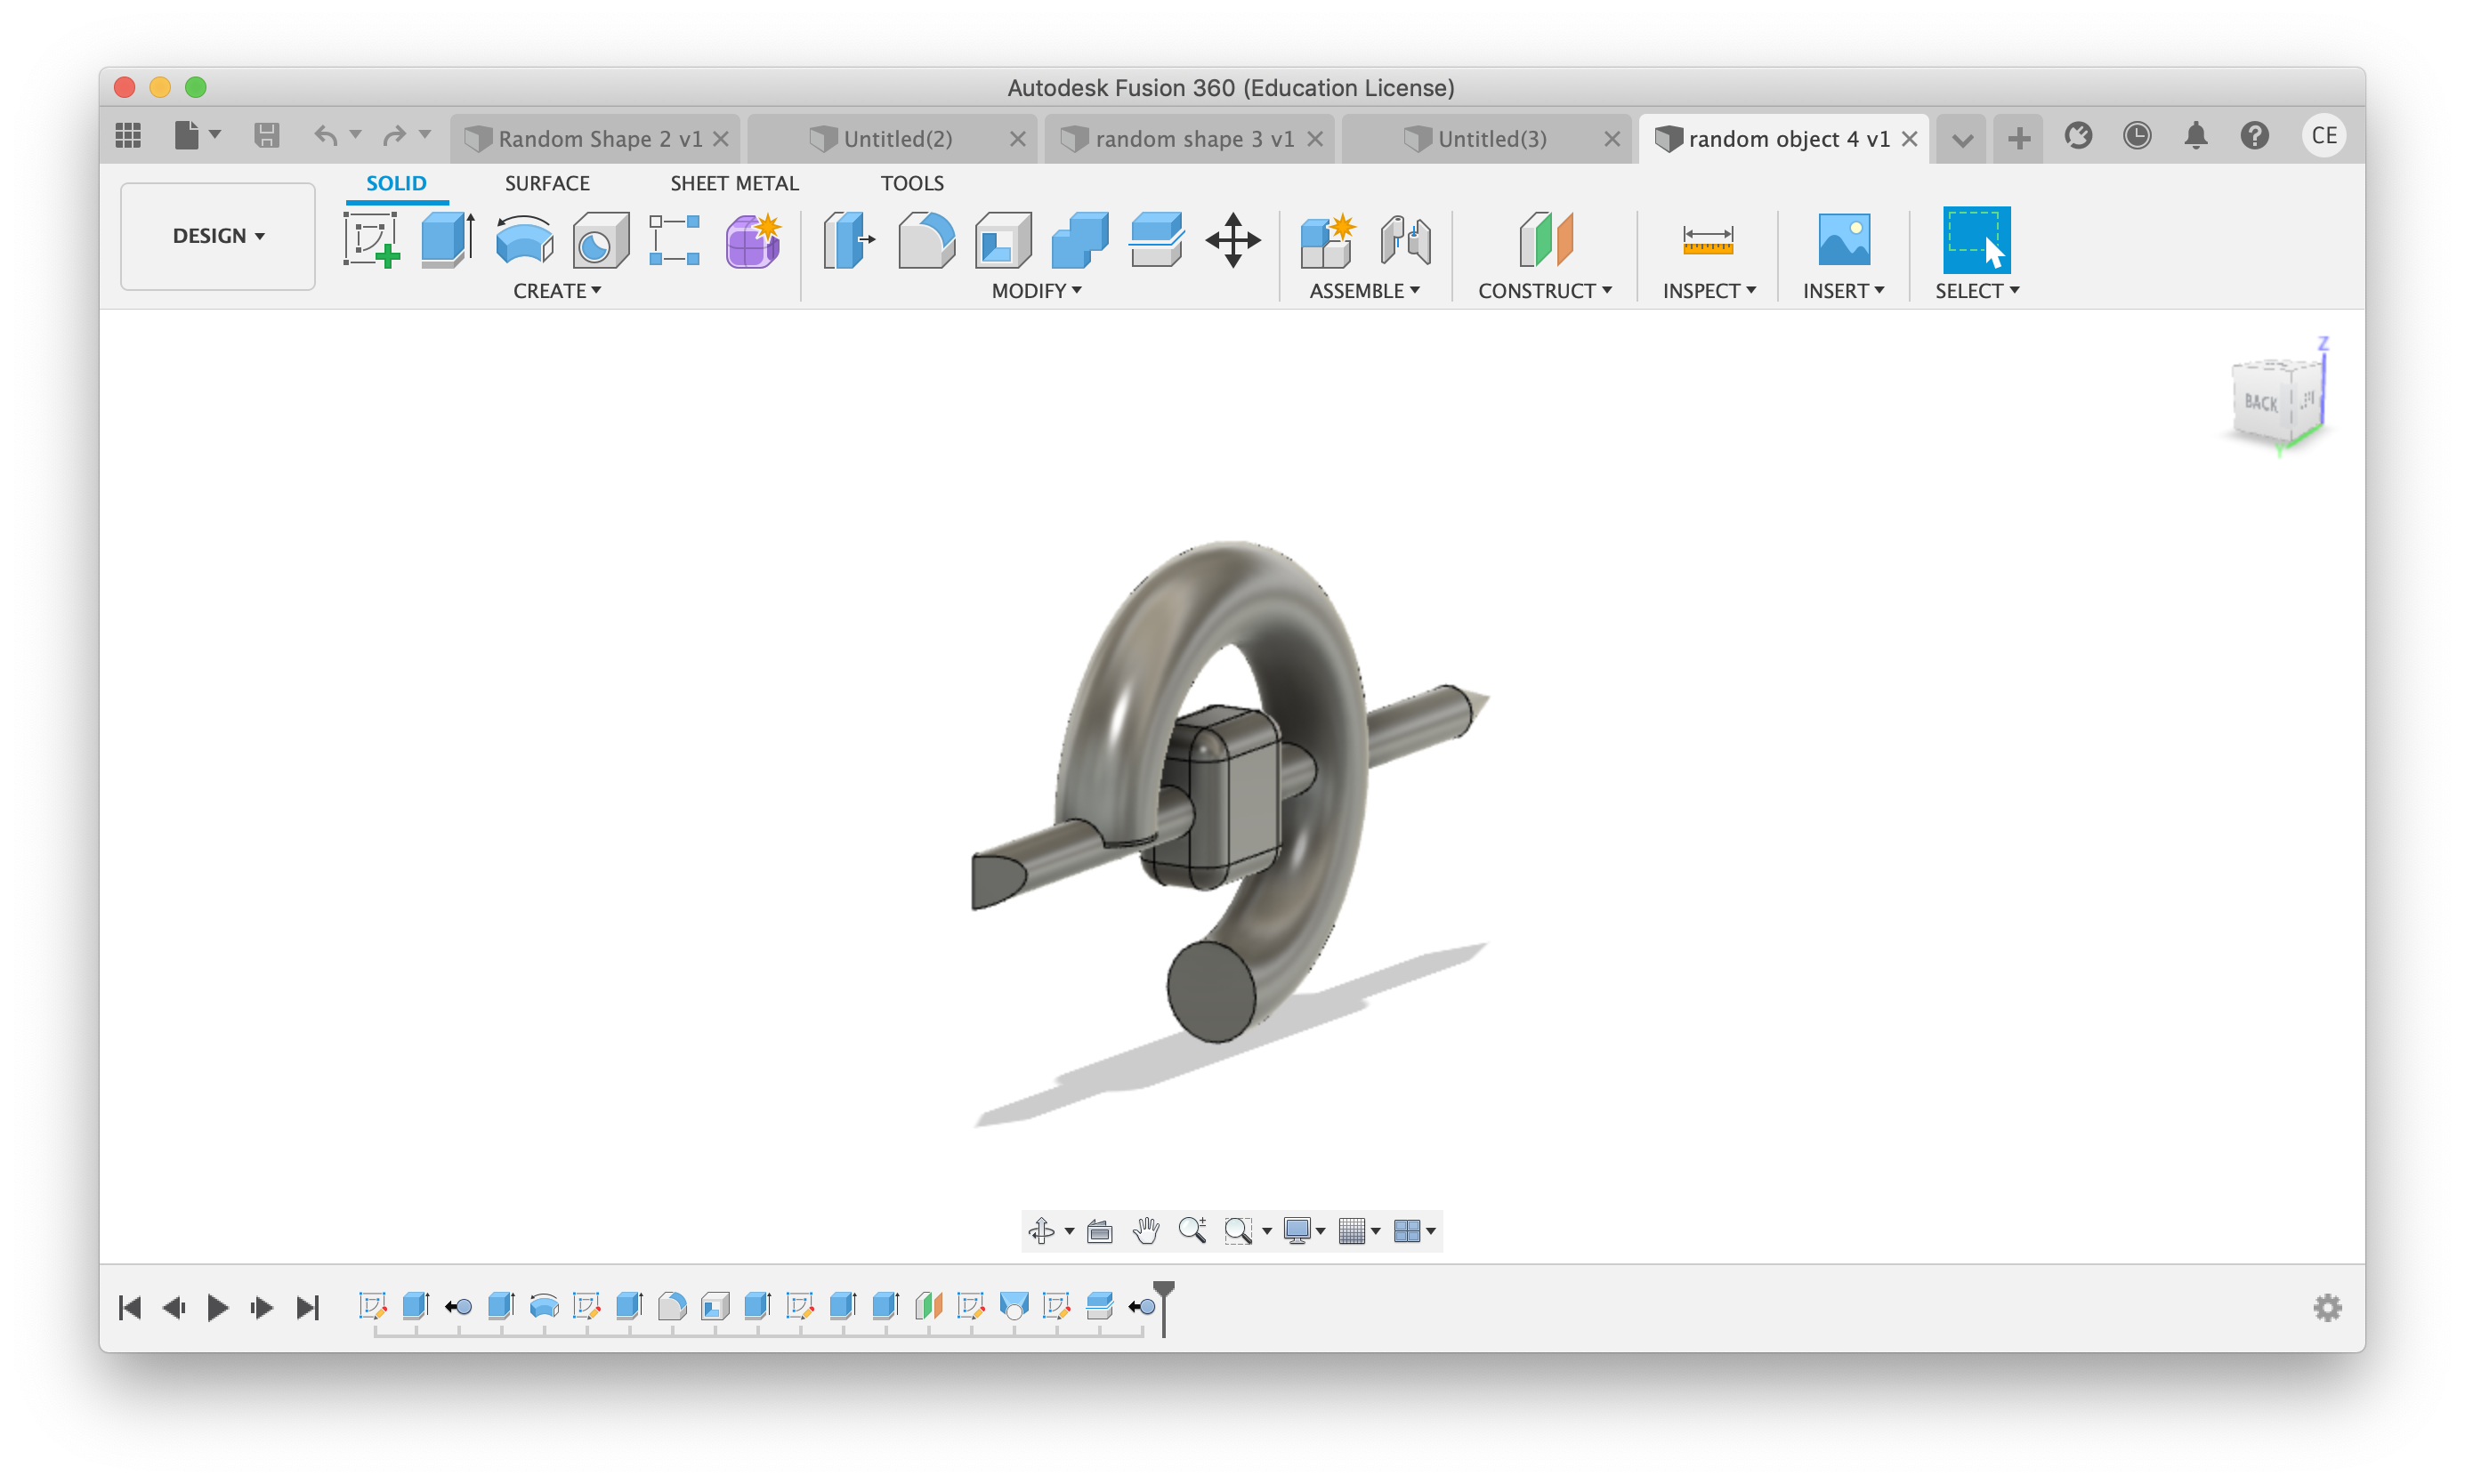 Autodesk Fusion 360 (Education License)
Random Shape 2 v1
Untitled(2)
random shape 3 v1
Untitled(3)
random object 4 v1
CE
SOLID
SURFACE
SHEET METAL
TOOLS
DESIGN
CREATE
MODIFY
ASSEMBLE
CONSTRUCT
INSPECT
INSERT
SELECT
Z
BACK
Y